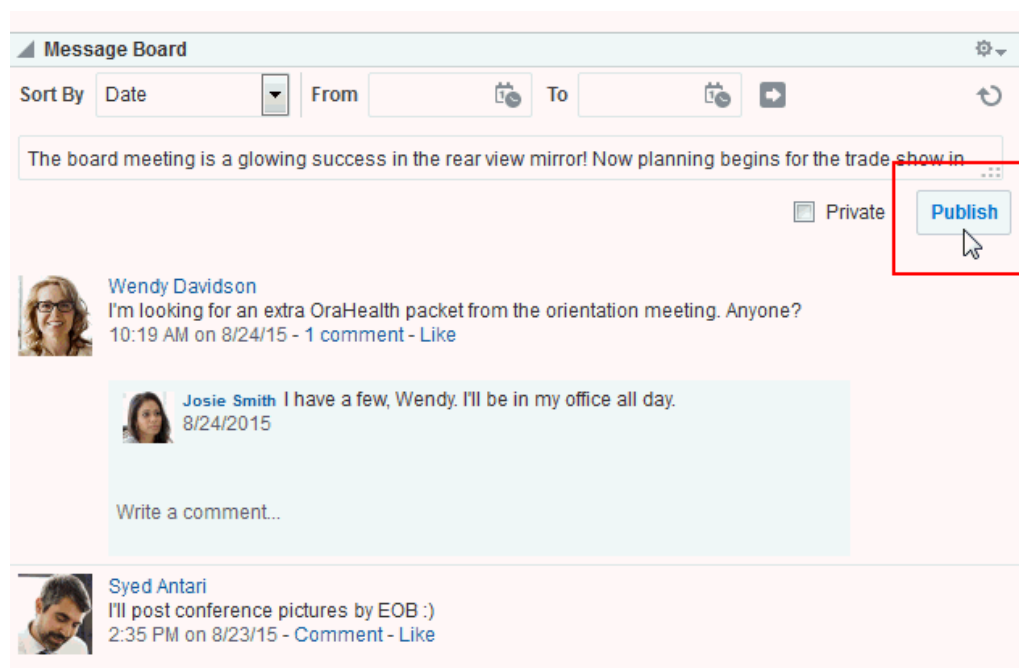 Message Board
Sort By Date From To
The board meeting is a glowing success in the rear view mirror! Now planning begins for the trade show in
Private Publish
Wendy Davidson
I'm looking for an extra OraHealth packet from the orientation meeting. Anyone?
10:19 AM on 8/24/15 - 1 comment - Like
Josie Smith I have a few, Wendy. I'll be in my office all day.
8/24/2015
Write a comment...
Syed Antari
I'll post conference pictures by EOB :)
2:35 PM on 8/23/15 - Comment - Like